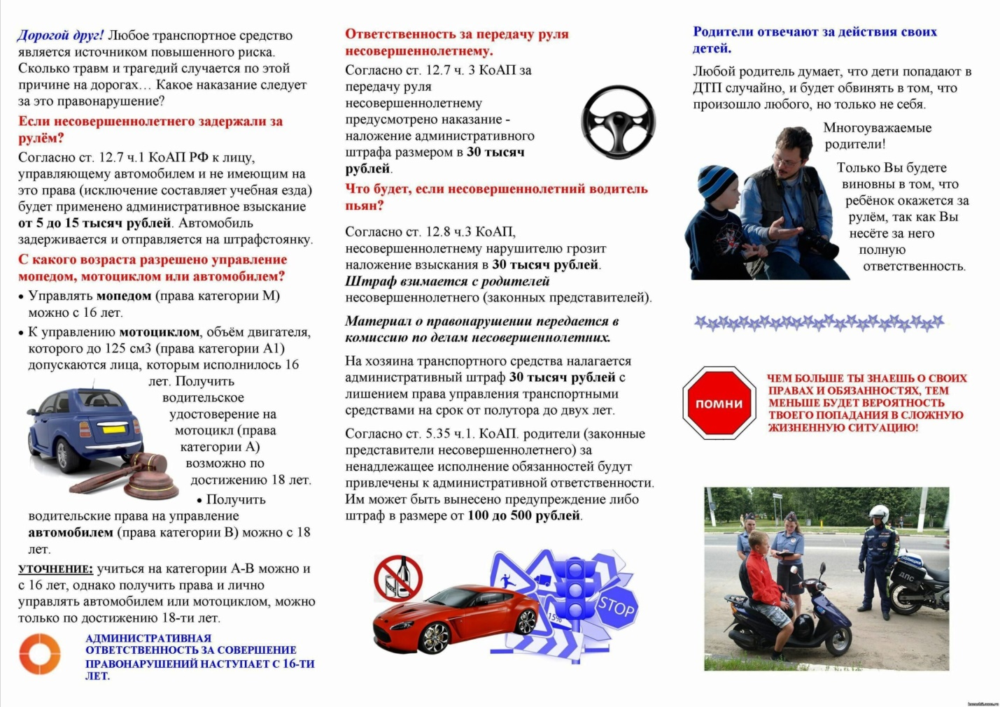 Дорогой друг! Любое транспортное средство
является источником повышенного риска.
Сколько травм и трагедий случается по этой
причине на дорогах… Какое наказание следует
за это правонарушение?
Если несовершеннолетнего задержали за
рулём?
Согласно ст. 12.7 ч.1 КоАП РФ к лицу,
управляющему автомобилем и не имеющим на
это права (исключение составляет учебная езда)
будет применено административное взыскание
от 5 до 15 тысяч рублей. Автомобиль
задерживается и отправляется на штрафстоянку.
С какого возраста разрешено управление
мопедом, мотоциклом или автомобилем?
• Управлять мопедом (права категории М)
можно с 16 лет.
• К управлению мотоциклом, объём двигателя,
которого до 125 см3 (права категории А1)
допускаются лица, которым исполнилось 16
лет. Получить
водительское
удостоверение на
мотоцикл (права
категории А)
возможно по
достижению 18 лет.
• Получить
водительские права на управление
автомобилем (права категории В) можно с 18
лет.
УТОЧНЕНИЕ: учиться на категории А-В можно и
с 16 лет, однако получить права и лично
управлять автомобилем или мотоциклом, можно
только по достижению 18-ти лет.
АДМИНИСТРАТИВНАЯ
ОТВЕТСТВЕННОСТЬ ЗА СОВЕРШЕНИЕ
ПРАВОНАРУШЕНИЙ НАСТУПАЕТ С 16-ТИ
ЛЕТ.
Ответственность за передачу руля
несовершеннолетнему.
Согласно ст. 12.7 ч. 3 КоАП за
передачу руля
несовершеннолетнему
предусмотрено наказание -
наложение административного
штрафа размером в 30 тысяч
рублей.
Что будет, если несовершеннолетний водитель
пьян?
Согласно ст. 12.8 ч.3 КоАП,
несовершеннолетнему нарушителю грозит
наложение взыскания в 30 тысяч рублей.
Штраф взимается с родителей
несовершеннолетнего (законных представителей).
Материал о правонарушении передается в
комиссию по делам несовершеннолетних.
На хозяина транспортного средства налагается
административный штраф 30 тысяч рублей с
лишением права управления транспортными
средствами на срок от полутора до двух лет.
Согласно ст. 5.35 ч.1. КоАП. родители (законные
представители несовершеннолетнего) за
ненадлежащее исполнение обязанностей будут
привлечены к административной ответственности.
Им может быть вынесено предупреждение либо
штраф в размере от 100 до 500 рублей.
STOP
15%
Родители отвечают за действия своих
детей.
Любой родитель думает, что дети попадают в
ДТП случайно, и будет обвинять в том, что
произошло любого, но только не себя.
Многоуважаемые
родители!
Только Вы будете
виновны в том, что
ребёнок окажется за
рулём, так как Вы
несёте за него
полную
ответственность.
ПОМНИ
ЧЕМ БОЛЬШЕ ТЫ ЗНАЕШЬ О СВОИХ
ПРАВАХ И ОБЯЗАННОСТЯХ, ТЕМ
МЕНЬШЕ БУДЕТ ВЕРОЯТНОСТЬ
ТВОЕГО ПОПАДАНИЯ В СЛОЖНУЮ
ЖИЗНЕННУЮ СИТУАЦИЮ!
ПОЛИЦИЯ
ДПС